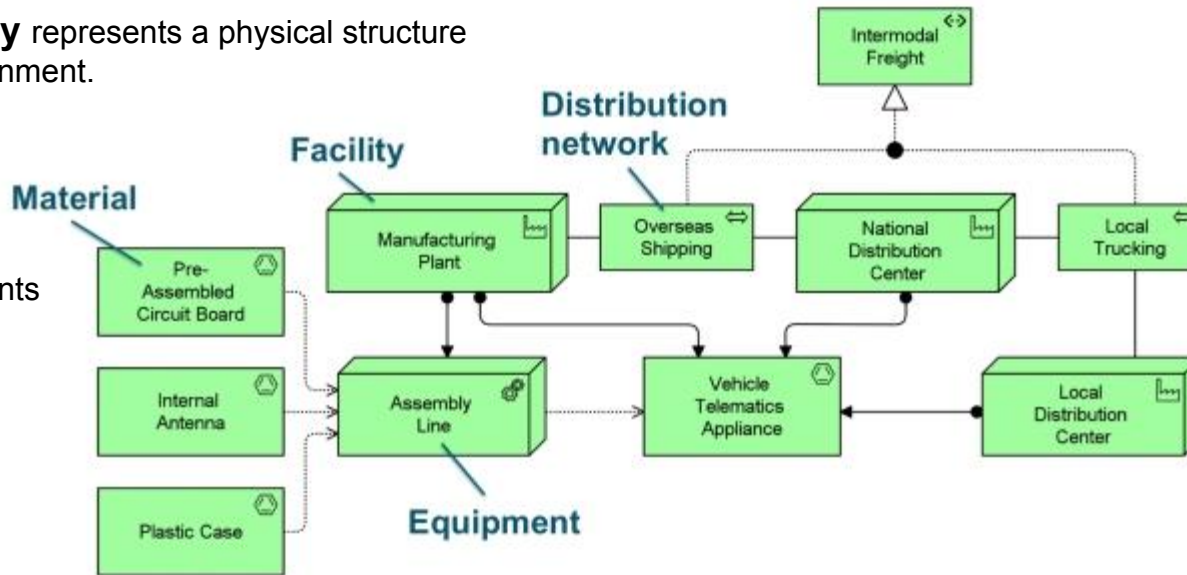 y represents a physical structure
nment.
nts
Intermodal
Freight
Distribution
network
Facility
Material
Manufacturing
Plant
Overseas
Shipping
National
Distribution
Center
Local
Trucking
Pre-
Assembled
Circuit Board
Internal
Antenna
Assembly
Line
Vehicle
Telematics
Appliance
Local
Distribution
Center
Plastic Case
Equipment